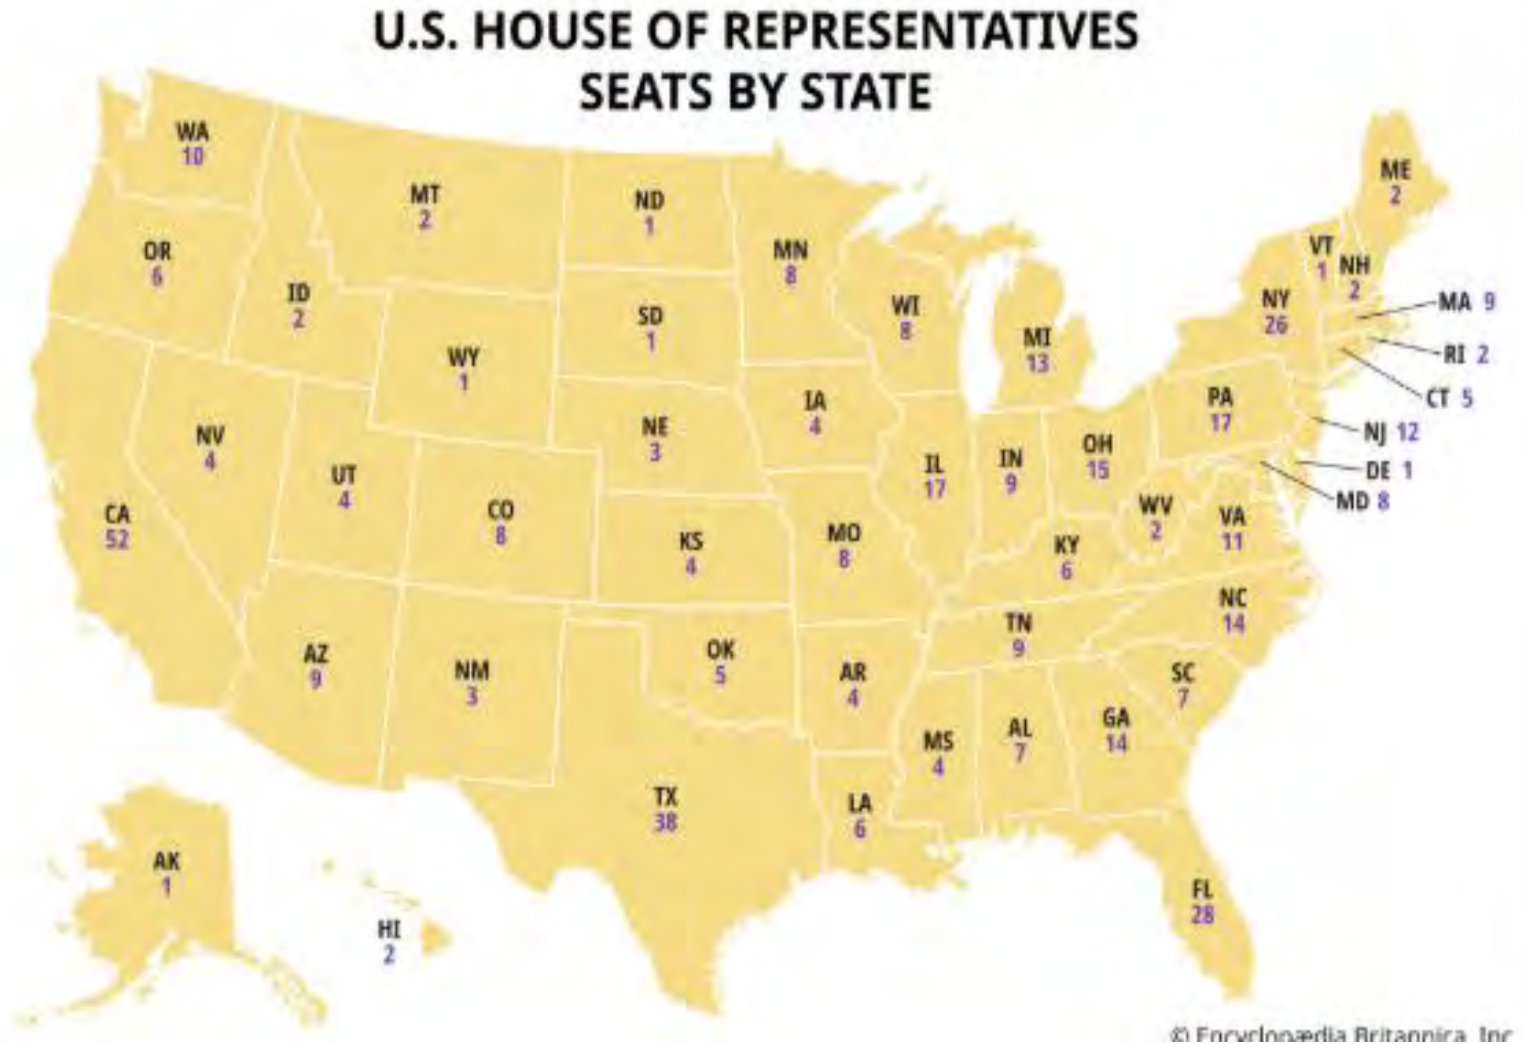 U.S. HOUSE OF REPRESENTATIVES
SEATS BY STATE
WA
10
MT
2
ND
1
MN
8
ME
2
OR
6
ID
2
VT
1
NH
2
SD
1
WI
8
NY
26
MA 9
MI
13
RI 2
WY
1
CT 5
IA
4
PA
17
NJ 12
NE
3
NV
4
UT
4
IL
17
IN
9
OH
15
DE 1
MD 8
CA
52
CO
8
WV
2
VA
11
KS
4
MO
8
KY
6
NC
14
TN
9
AZ
9
NM
3
OK
5
AR
4
SC
7
MS
4
AL
7
GA
14
TX
38
LA
6
AK
1
FL
28
HI
2
© Encyclopædia Britannica, Inc.